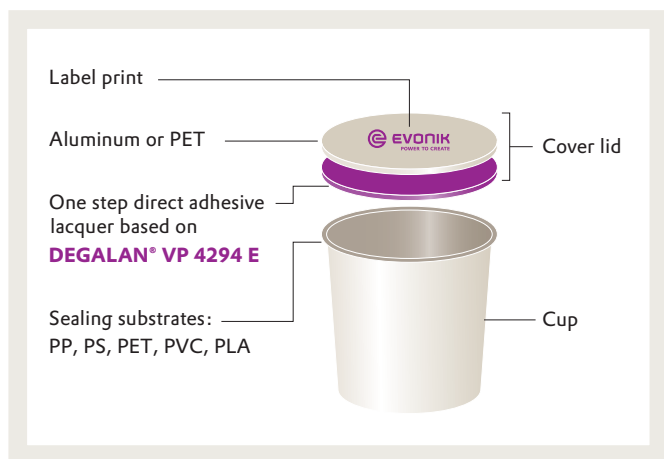 Label print
EVONIK
POWER TO CREATE
Aluminum or PET
Cover lid
One step direct adhesive
lacquer based on
DEGALAN® VP 4294 E
Sealing substrates:
PP, PS, PET, PVC, PLA
Cup